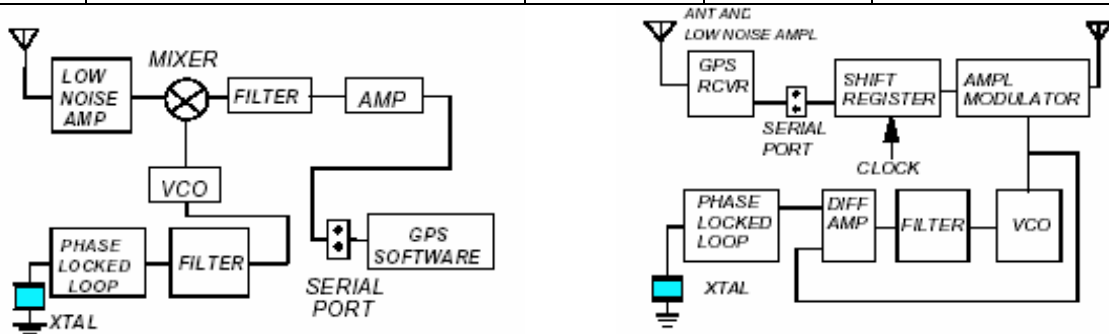 LOW
NOISE
AMP
MIXER
FILTER
AMP
VCO
PHASE
LOCKED
LOOP
FILTER
GPS
SOFTWARE
SERIAL
PORT
XTAL
ANT AND
LOW NOISE AMPL
GPS
RCVR
SERIAL
PORT
SHIFT
REGISTER
AMPL
MODULATOR
CLOCK
PHASE
LOCKED
LOOP
DIFF
AMP
FILTER
VCO
XTAL